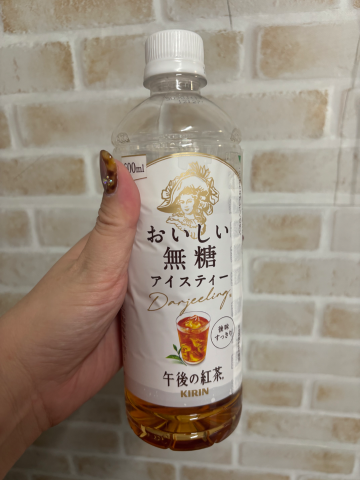 600ml
おいしい
無糖
アイスティー
Darjeeling
後味
すっきり
午後の紅茶
KIRIN